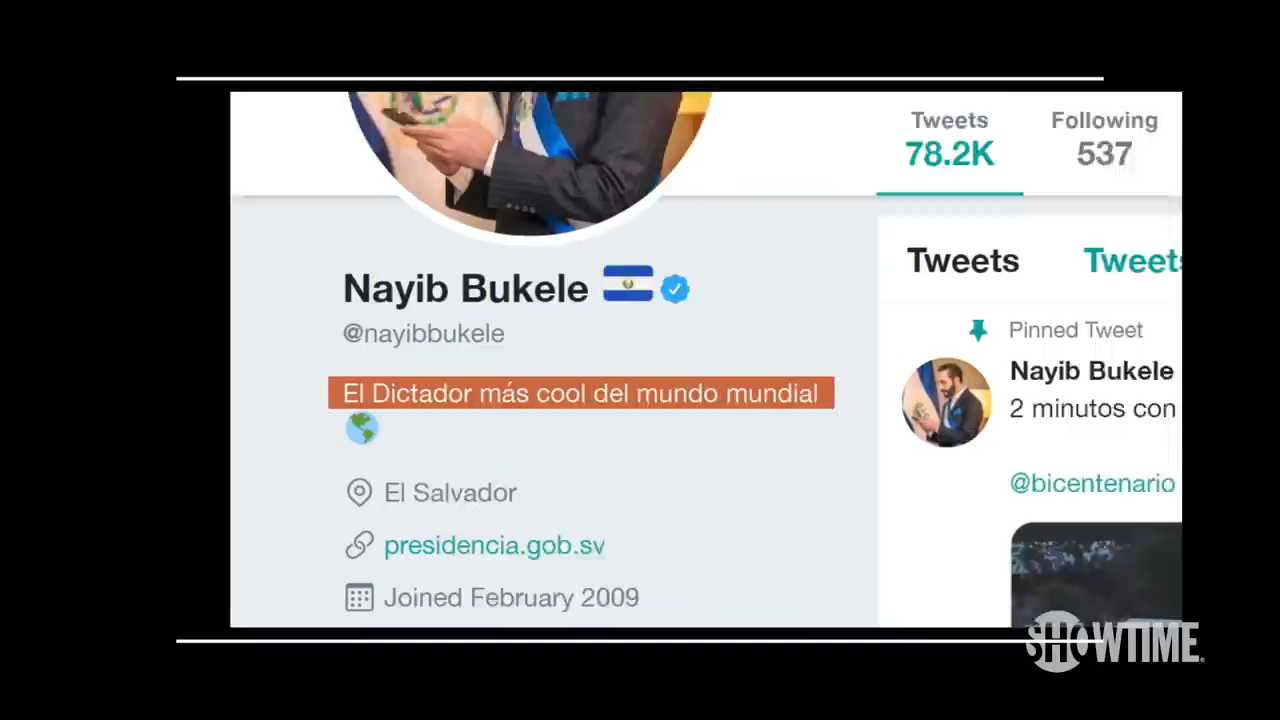 Tweets
78.2K
Following
537
Nayib Bukele
@nayibbukele
El Dictador más cool del mundo mundial
El Salvador
presidencia.gob.sv
Joined February 2009
Tweets
Tweets
Pinned Tweet
Nayib Bukele
2 minutos con
@bicentenario
SHOWTIME